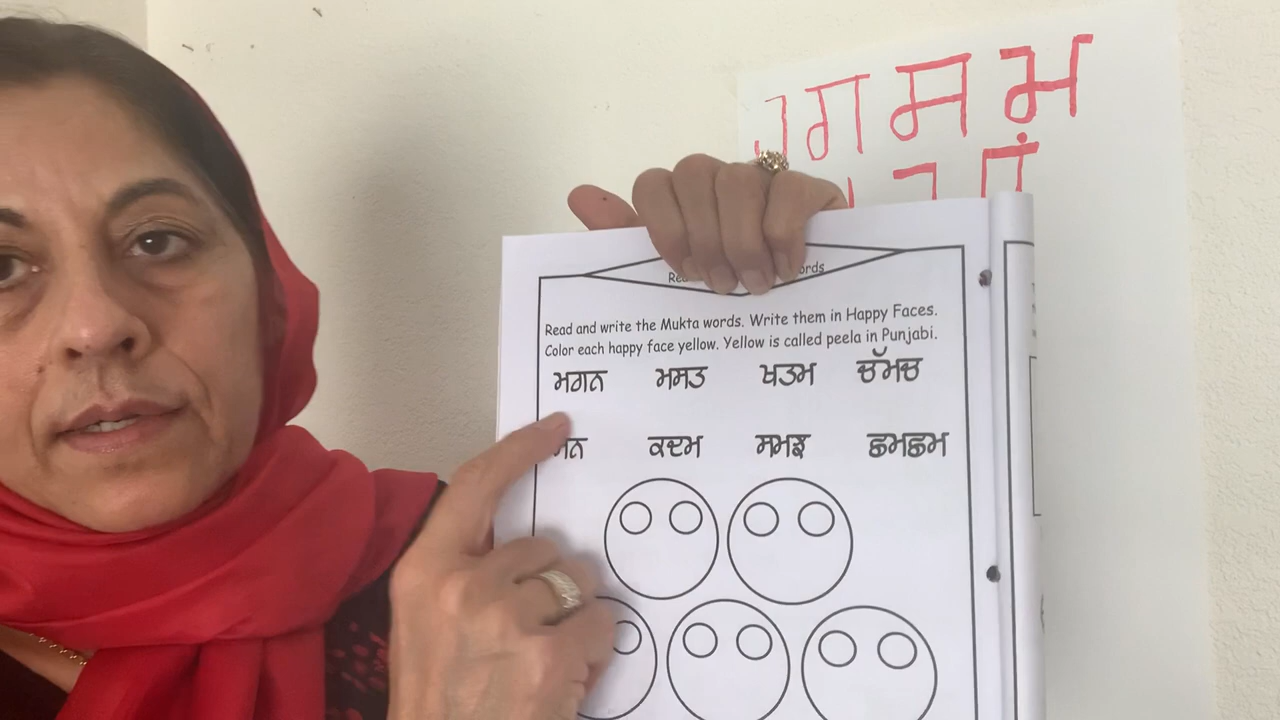 ਗ ਸ ਮ
Read and write the Mukta words. Write them in Happy Faces.
Color each happy face yellow. Yellow is called peela in Punjabi.
ਮਗਨ ਮਸਤ ਖਤਮ ਚੱਮਚ
ਕਦਮ ਸਮਝ ਛਮਛਮ